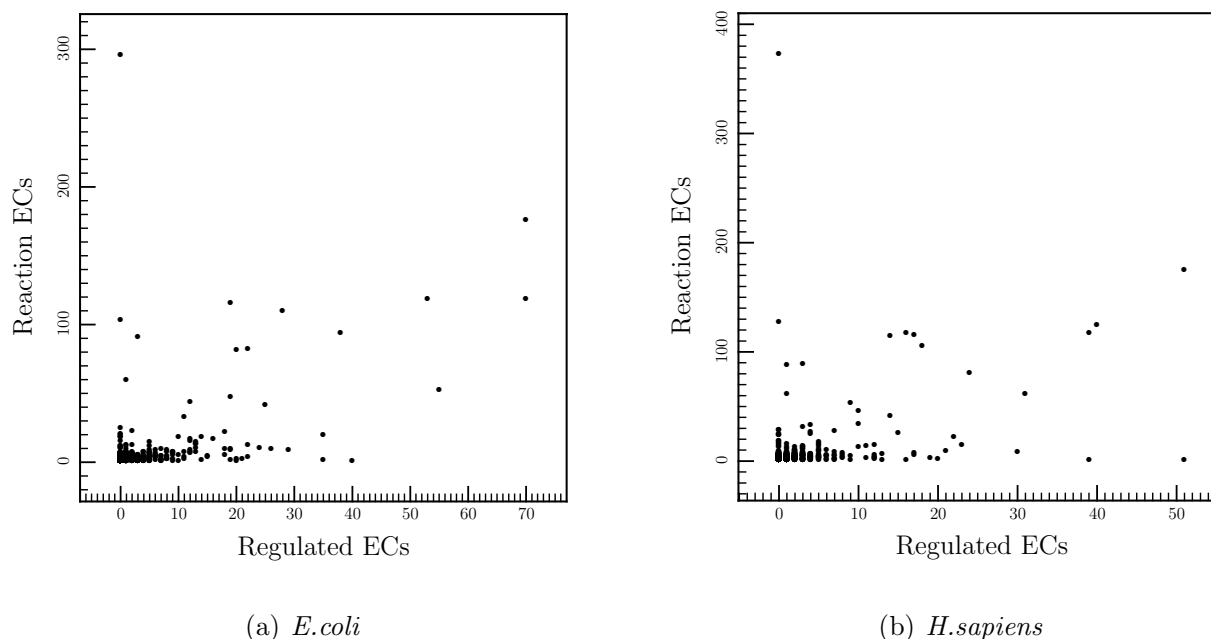 300
200
100
0
Reaction ECs
0 10 20 30 40 50 60 70
Regulated ECs
(a) E.coli
400
300
200
100
0
Reaction ECs
0 10 20 30 40 50
Regulated ECs
(b) H.sapiens